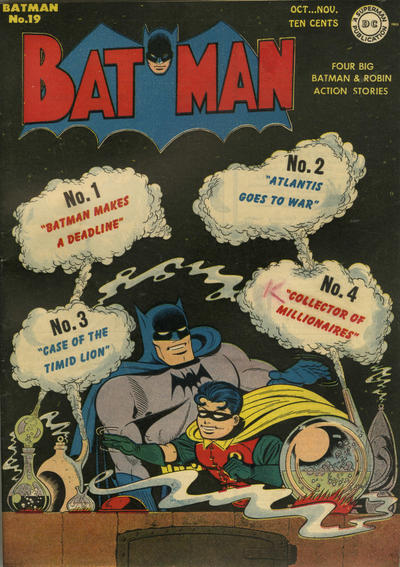 BATMAN
No.19
OCT...NOV.
TEN CENTS
A SUPERMAN
DC
PUBLICATION
BATMAN
FOUR BIG
BATMAN & ROBIN
ACTION STORIES
No. 1
"BATMAN MAKES
A DEADLINE"
No. 2
"ATLANTIS
GOES TO WAR"
No. 3
"CASE OF THE
TIMID LION"
No. 4
K "COLLECTOR OF
MILLIONAIRES"